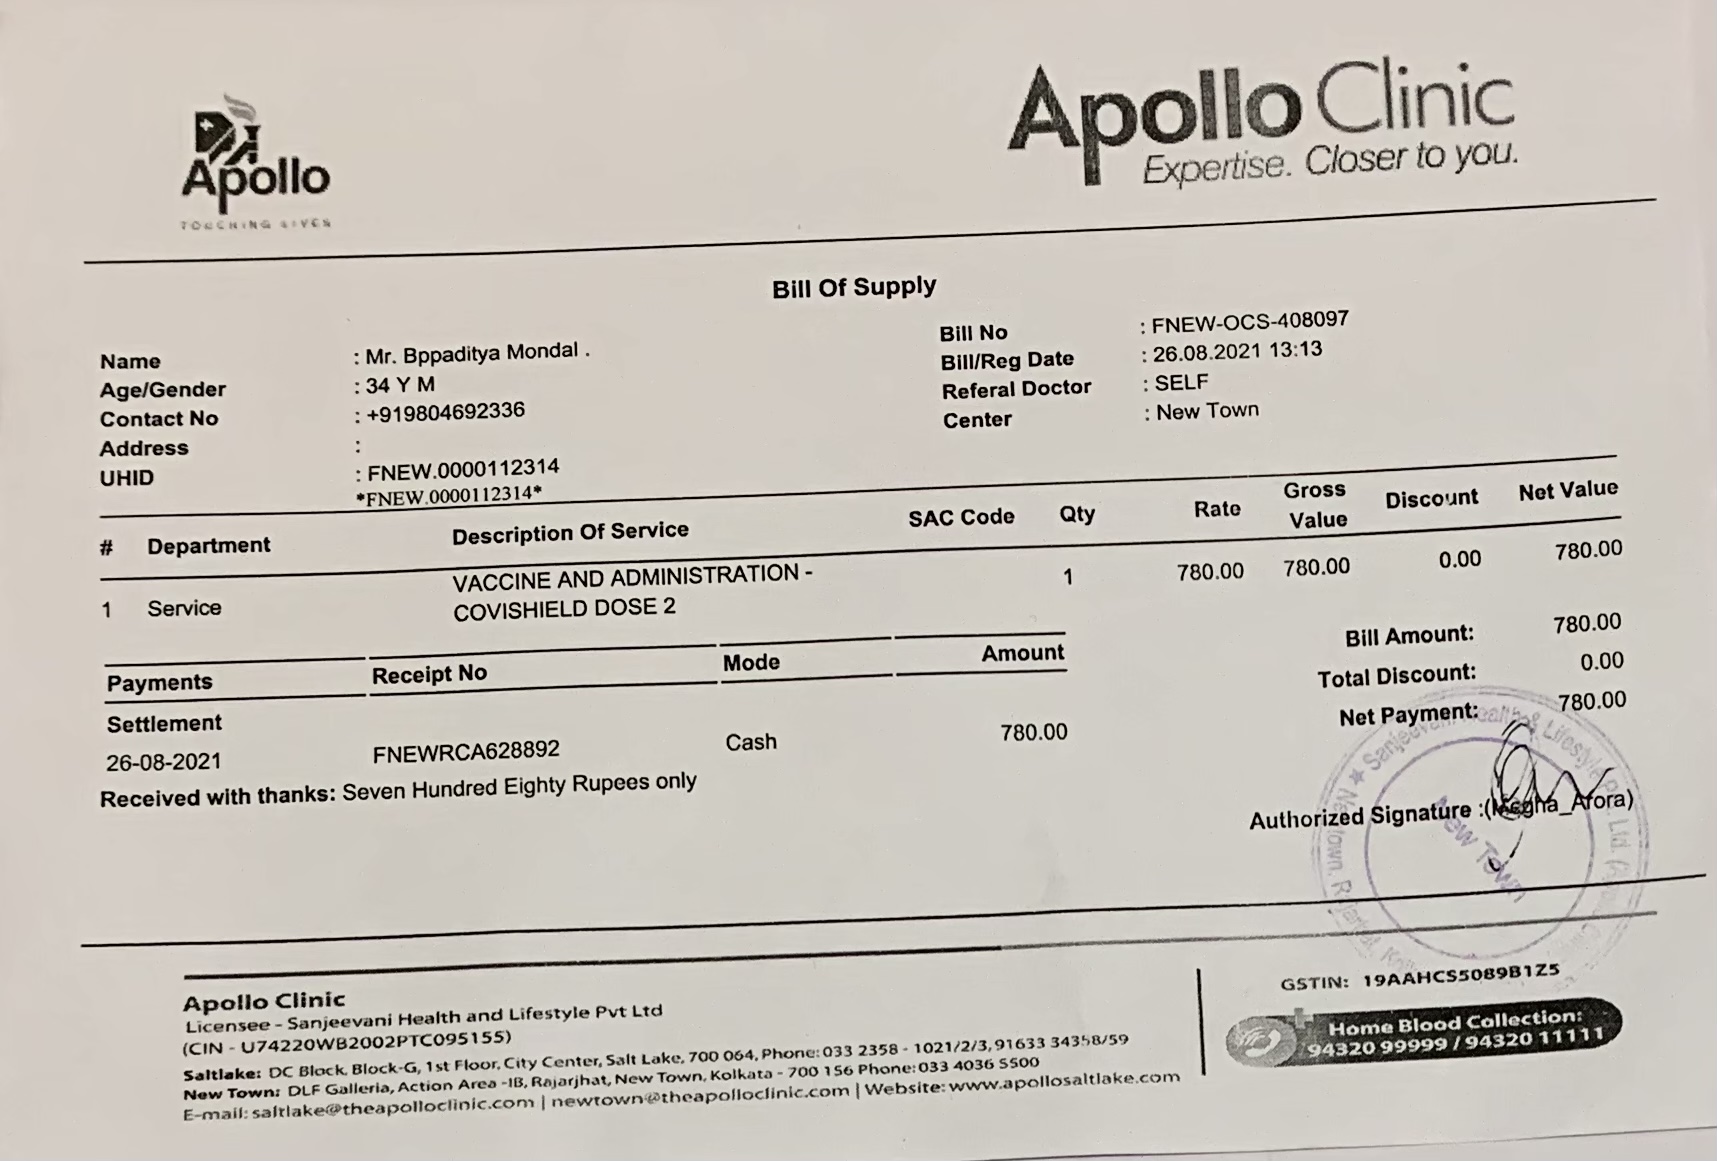 Apollo
TOUCHING LIVES
Apollo Clinic
Expertise. Closer to you.
Bill Of Supply
Name : Mr. Bppaditya Mondal .
Age/Gender : 34 Y M
Contact No : +919804692336
Address :
UHID : FNEW.0000112314
*FNEW.0000112314*
Bill No : FNEW-OCS-408097
Bill/Reg Date : 26.08.2021 13:13
Referal Doctor : SELF
Center : New Town
# Department Description Of Service SAC Code Qty Rate Gross Value Discount Net Value
1 Service VACCINE AND ADMINISTRATION - 1 780.00 780.00 0.00 780.00
COVISHIELD DOSE 2
Bill Amount: 780.00
Total Discount: 0.00
Net Payment: 780.00
Payments Receipt No Mode Amount
Settlement
26-08-2021 FNEWRCA628892 Cash 780.00
Received with thanks: Seven Hundred Eighty Rupees only
Authorized Signature :(Megha_Arora)
Sanjeevani Health & Lifestyle Pvt. Ltd.
New Town
Apollo Clinic
Licensee - Sanjeevani Health and Lifestyle Pvt Ltd
(CIN - U74220WB2002PTC095155)
Saltlake: DC Block, Block-G, 1st Floor, City Center, Salt Lake, 700 064, Phone: 033 2358 - 1021/2/3, 91633 34358/59
New Town: DLF Galleria, Action Area -IB, Rajarjhat, New Town, Kolkata - 700 156 Phone: 033 4036 5500
E-mail: saltlake@theapolloclinic.com | newtown@theapolloclinic.com | Website: www.apollosaltlake.com
GSTIN: 19AAHCS5089B1Z5
Home Blood Collection:
94320 99999 / 94320 11111